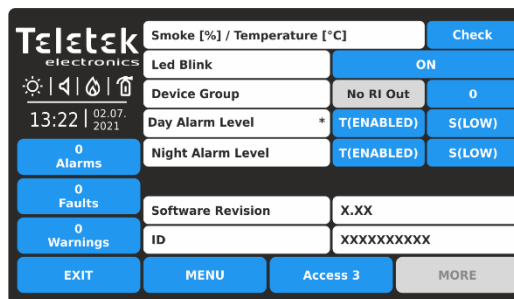 Teletek
electronics
Smoke [%] / Temperature [°C]
Check
Led Blink
ON
Device Group
No RI Out
0
13:22
02.07.
2021
Day Alarm Level *
T(ENABLED)
S(LOW)
0
Alarms
Night Alarm Level
T(ENABLED)
S(LOW)
0
Faults
Software Revision
X.XX
0
Warnings
ID
XXXXXXXXXX
EXIT
MENU
Access 3
MORE